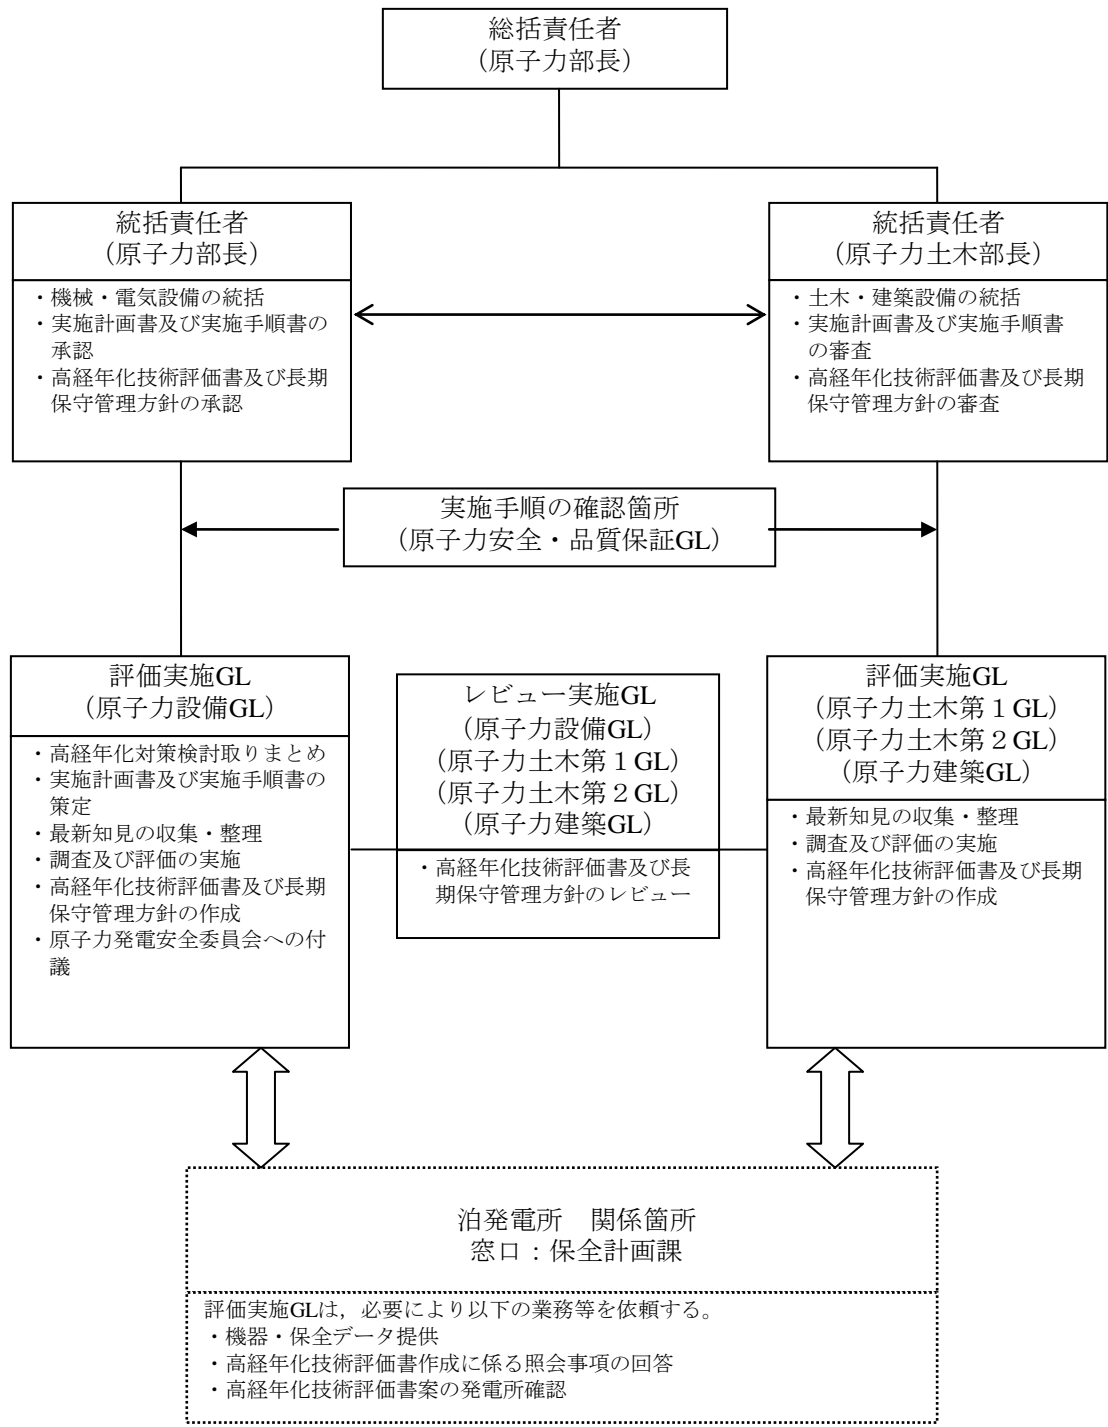 総括責任者
(原子力部長)
統括責任者
(原子力部長)
・機械・電気設備の統括
・実施計画書及び実施手順書の
承認
・高経年化技術評価書及び長期
保守管理方針の承認
統括責任者
(原子力土木部長)
・土木・建築設備の統括
・実施計画書及び実施手順書
の審査
・高経年化技術評価書及び長期
保守管理方針の審査
実施手順の確認箇所
(原子力安全・品質保証GL)
評価実施GL
(原子力設備GL)
・高経年化対策検討取りまとめ
・実施計画書及び実施手順書の
策定
・最新知見の収集・整理
・調査及び評価の実施
・高経年化技術評価書及び長期
保守管理方針の作成
・原子力発電安全委員会への付
議
レビュー実施GL
(原子力設備GL)
(原子力土木第１GL)
(原子力土木第２GL)
(原子力建築GL)
・高経年化技術評価書及び長
期保守管理方針のレビュー
評価実施GL
(原子力土木第１GL)
(原子力土木第２GL)
(原子力建築GL)
・最新知見の収集・整理
・調査及び評価の実施
・高経年化技術評価書及び長期
保守管理方針の作成
泊発電所　関係箇所
窓口：保全計画課
評価実施GLは，必要により以下の業務等を依頼する。
・機器・保全データ提供
・高経年化技術評価書作成に係る照会事項の回答
・高経年化技術評価書案の発電所確認